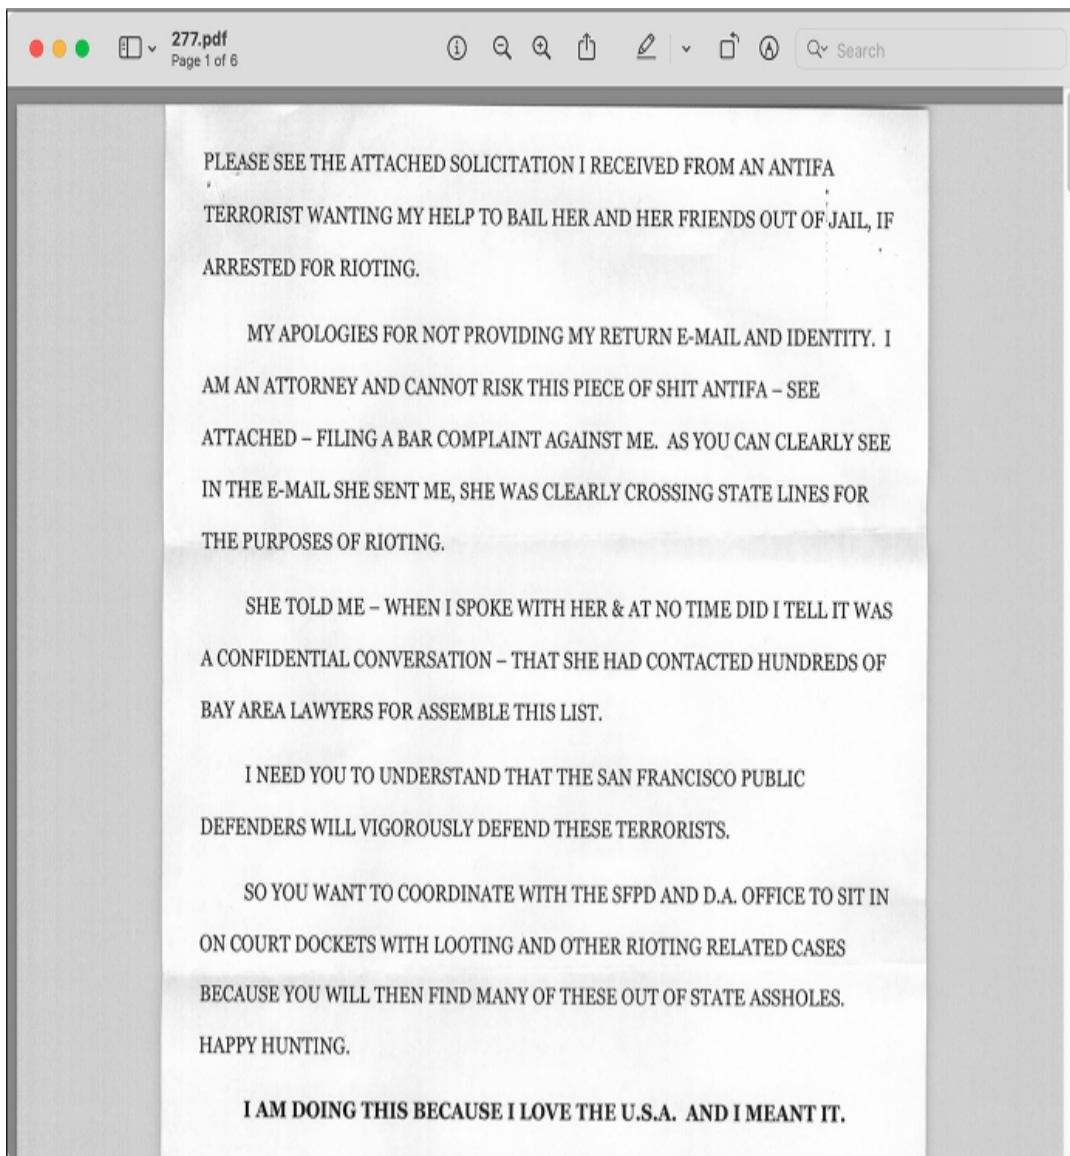 277.pdf
Page 1 of 6
Search
PLEASE SEE THE ATTACHED SOLICITATION I RECEIVED FROM AN ANTIFA
TERRORIST WANTING MY HELP TO BAIL HER AND HER FRIENDS OUT OF JAIL, IF
ARRESTED FOR RIOTING.
MY APOLOGIES FOR NOT PROVIDING MY RETURN E-MAIL AND IDENTITY. I
AM AN ATTORNEY AND CANNOT RISK THIS PIECE OF SHIT ANTIFA – SEE
ATTACHED – FILING A BAR COMPLAINT AGAINST ME. AS YOU CAN CLEARLY SEE
IN THE E-MAIL SHE SENT ME, SHE WAS CLEARLY CROSSING STATE LINES FOR
THE PURPOSES OF RIOTING.
SHE TOLD ME – WHEN I SPOKE WITH HER & AT NO TIME DID I TELL IT WAS
A CONFIDENTIAL CONVERSATION – THAT SHE HAD CONTACTED HUNDREDS OF
BAY AREA LAWYERS FOR ASSEMBLE THIS LIST.
I NEED YOU TO UNDERSTAND THAT THE SAN FRANCISCO PUBLIC
DEFENDERS WILL VIGOROUSLY DEFEND THESE TERRORISTS.
SO YOU WANT TO COORDINATE WITH THE SFPD AND D.A. OFFICE TO SIT IN
ON COURT DOCKETS WITH LOOTING AND OTHER RIOTING RELATED CASES
BECAUSE YOU WILL THEN FIND MANY OF THESE OUT OF STATE ASSHOLES.
HAPPY HUNTING.
I AM DOING THIS BECAUSE I LOVE THE U.S.A. AND I MEANT IT.